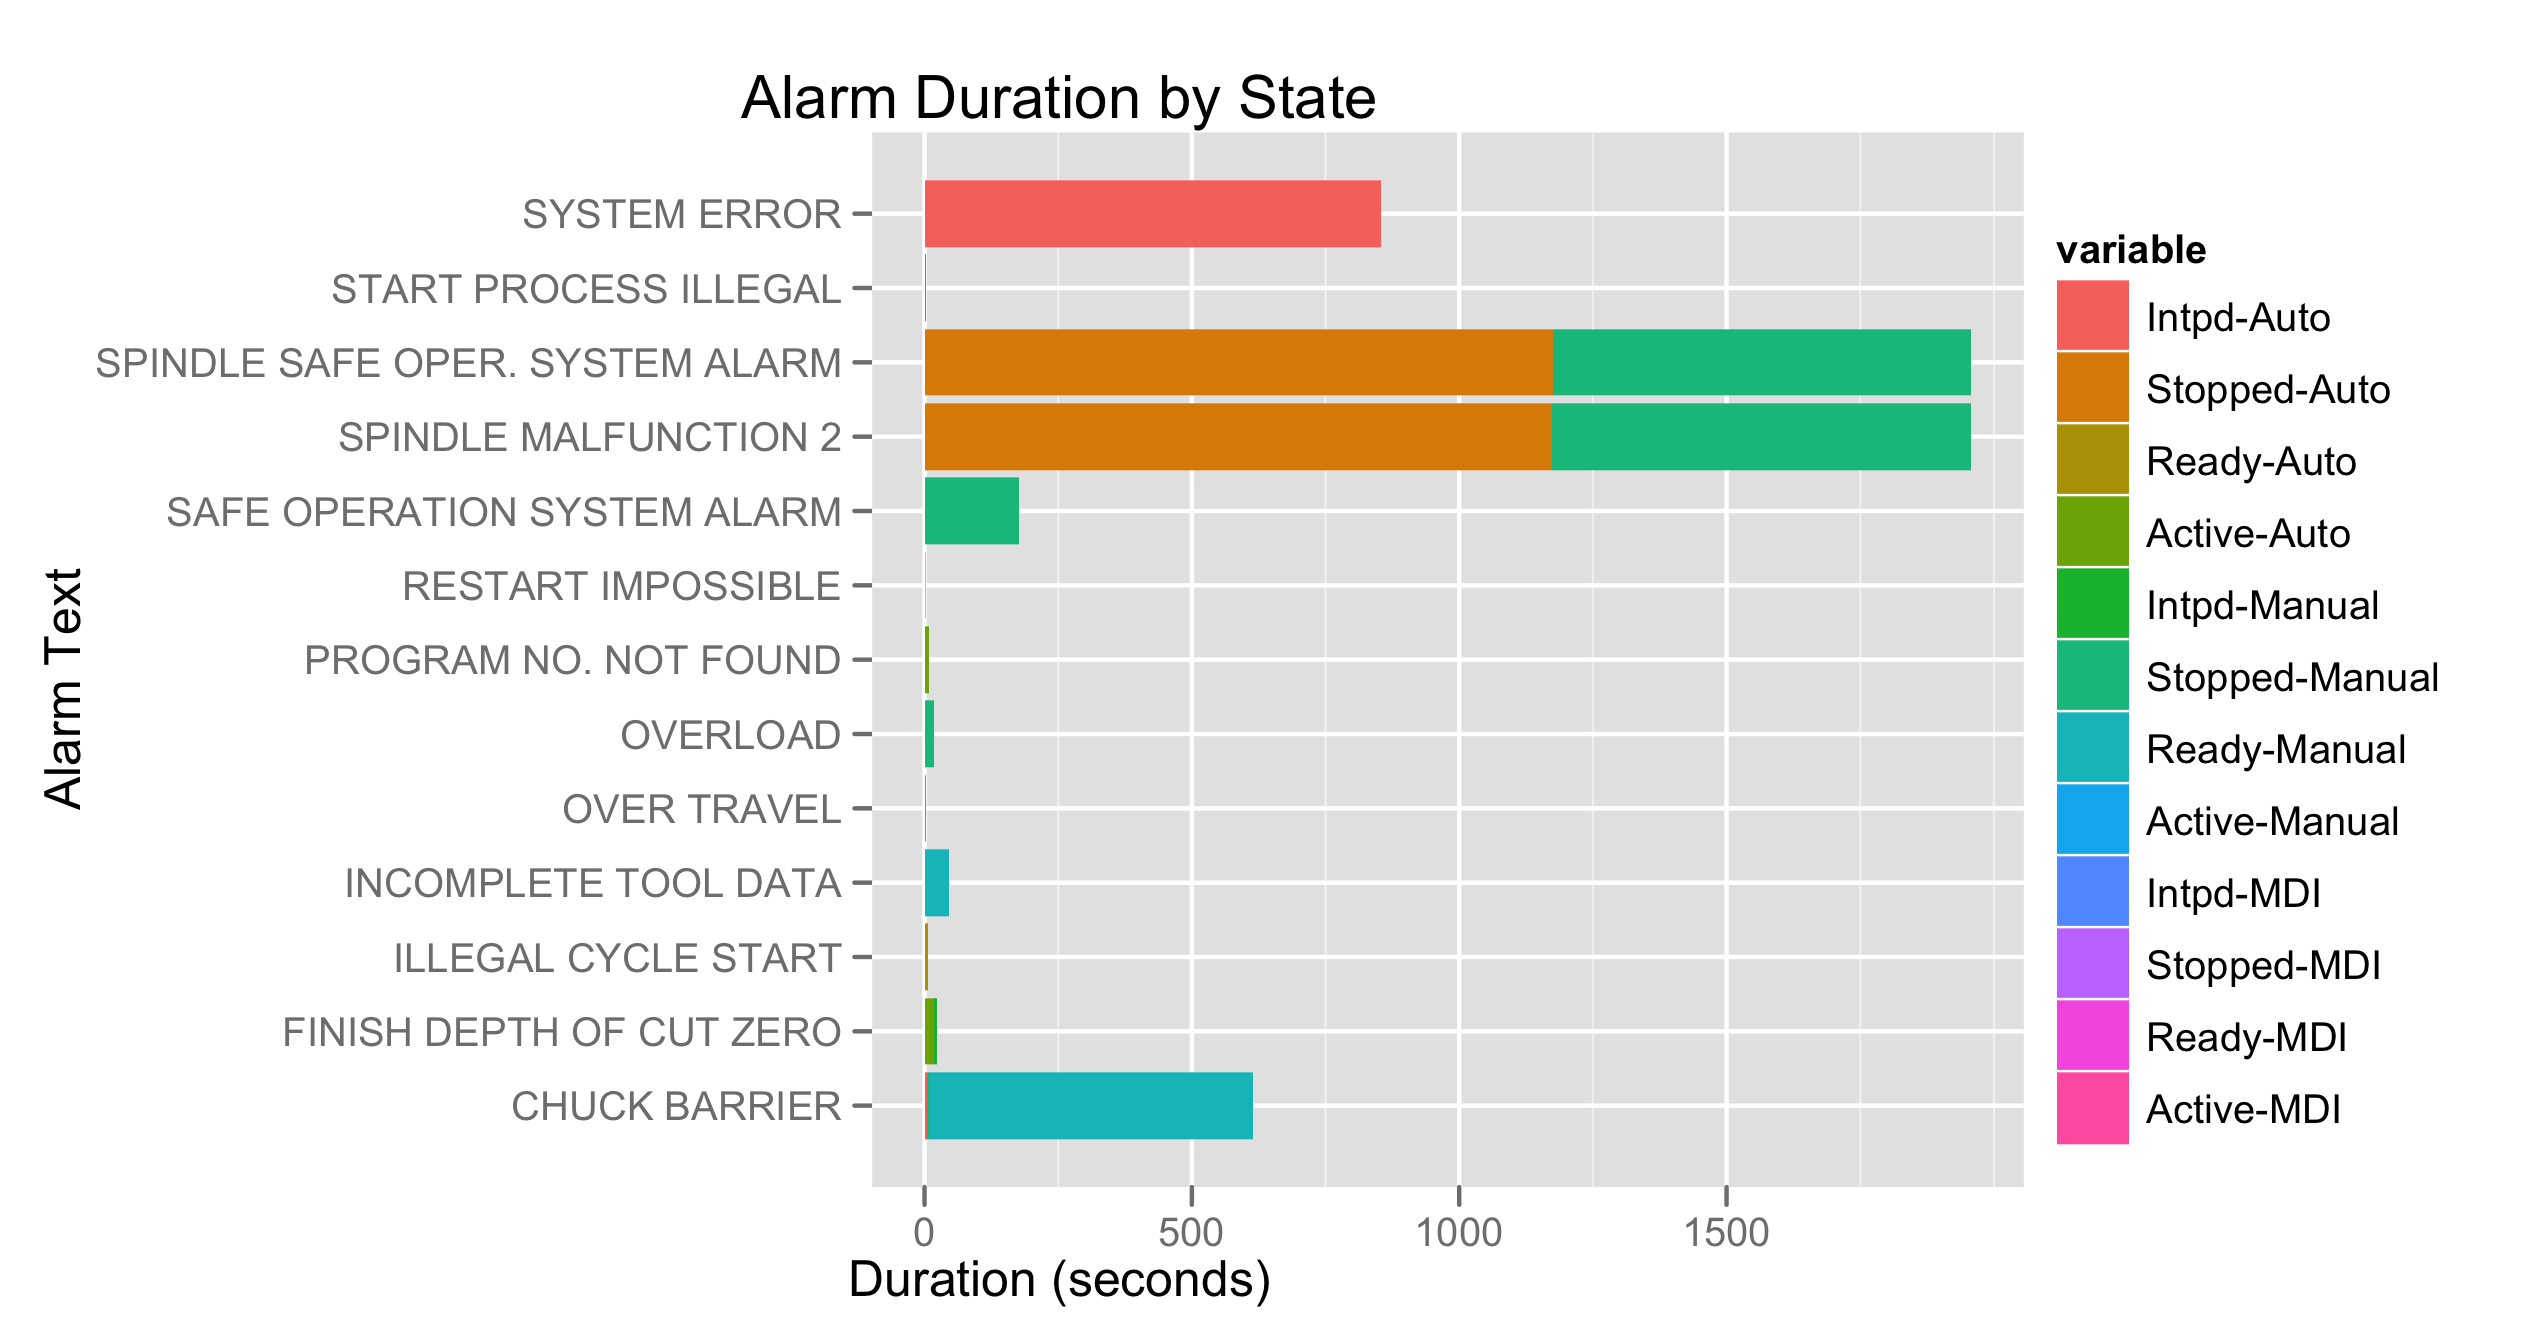 Alarm Duration by State
Alarm Text
SYSTEM ERROR
START PROCESS ILLEGAL
SPINDLE SAFE OPER. SYSTEM ALARM
SPINDLE MALFUNCTION 2
SAFE OPERATION SYSTEM ALARM
RESTART IMPOSSIBLE
PROGRAM NO. NOT FOUND
OVERLOAD
OVER TRAVEL
INCOMPLETE TOOL DATA
ILLEGAL CYCLE START
FINISH DEPTH OF CUT ZERO
CHUCK BARRIER
0 500 1000 1500
Duration (seconds)
variable
Intpd-Auto
Stopped-Auto
Ready-Auto
Active-Auto
Intpd-Manual
Stopped-Manual
Ready-Manual
Active-Manual
Intpd-MDI
Stopped-MDI
Ready-MDI
Active-MDI